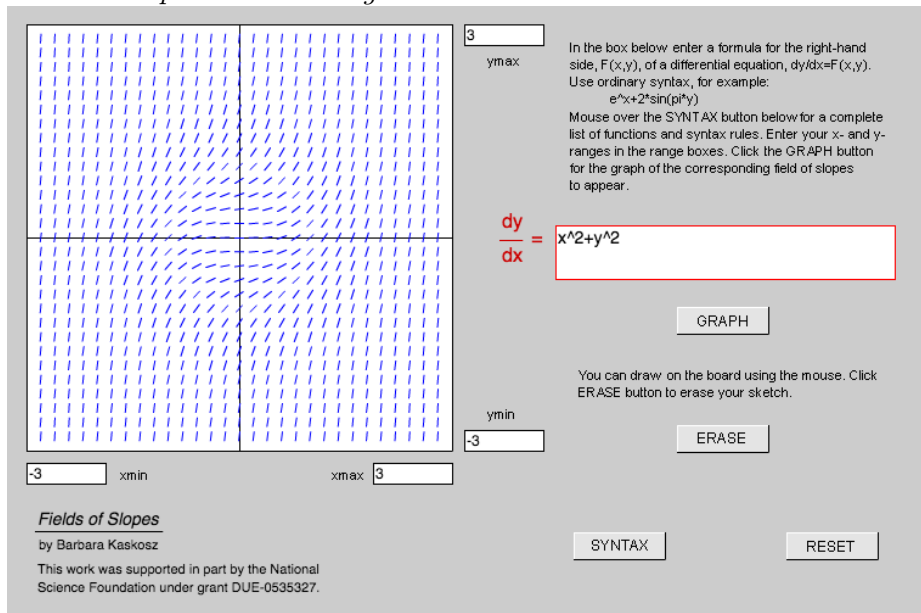 3
ymax
In the box below enter a formula for the right-hand
side, F(x,y), of a differential equation, dy/dx=F(x,y).
Use ordinary syntax, for example:
e^x+2*sin(pi*y)
Mouse over the SYNTAX button below for a complete
list of functions and syntax rules. Enter your x- and y-
ranges in the range boxes. Click the GRAPH button
for the graph of the corresponding field of slopes
to appear.
dy
dx
=
x^2+y^2
GRAPH
You can draw on the board using the mouse. Click
ERASE button to erase your sketch.
ymin
-3
ERASE
-3 xmin xmax 3
Fields of Slopes
by Barbara Kaskosz
This work was supported in part by the National
Science Foundation under grant DUE-0535327.
SYNTAX RESET